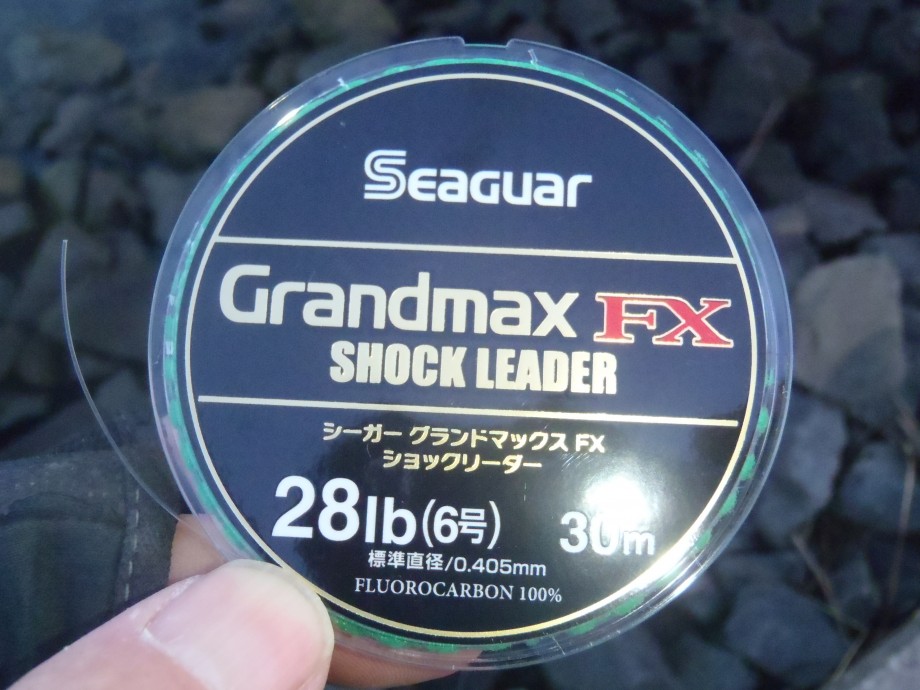 Seaguar
Grandmax FX
SHOCK LEADER
シーガー グランドマックス FX
ショックリーダー
28lb(6号) 30m
標準直径/0.405mm
FLUOROCARBON 100%